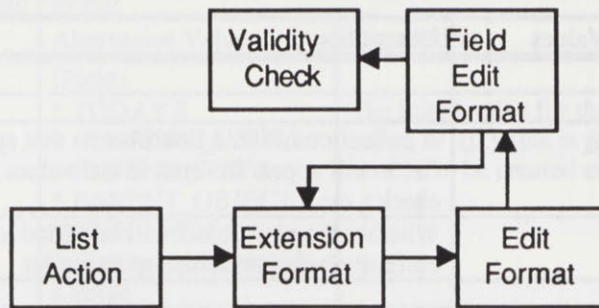 Validity
Check
Field
Edit
Format
List
Action
Extension
Format
Edit
Format